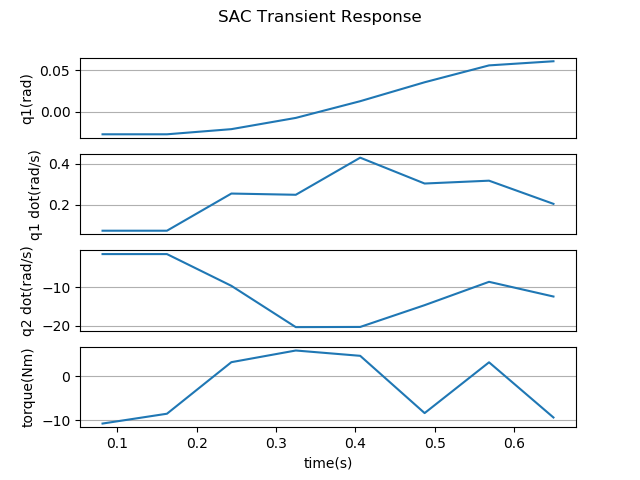 SAC Transient Response
q1(rad)
0.05
0.00
q1 dot(rad/s)
0.4
0.2
q2 dot(rad/s)
−10
−20
torque(Nm)
0
−10
0.1 0.2 0.3 0.4 0.5 0.6
time(s)